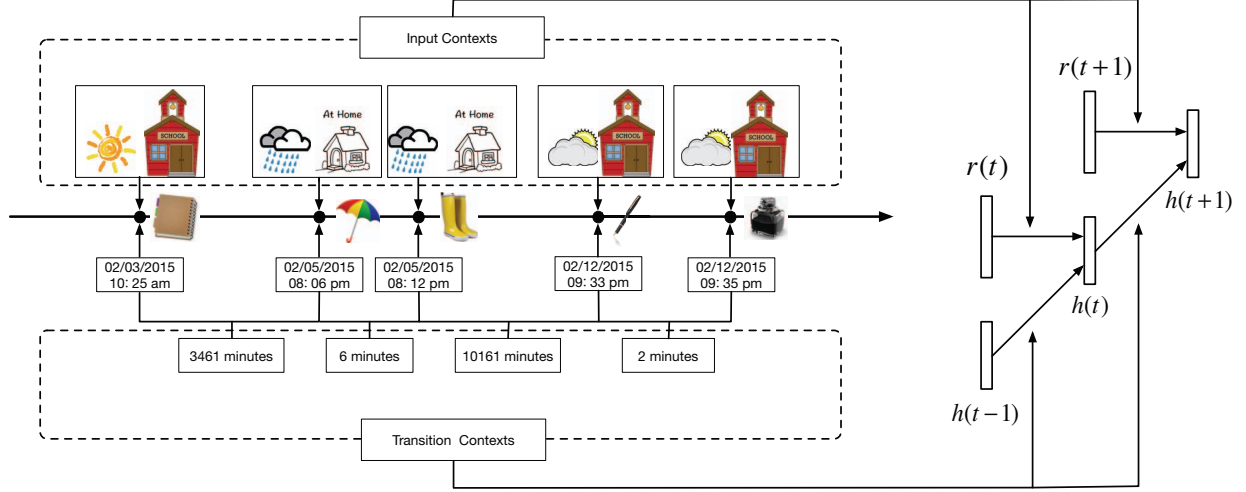 Input Contexts
SCHOOL
At Home
At Home
SCHOOL
SCHOOL
02/03/2015
10: 25 am
02/05/2015
08: 06 pm
02/05/2015
08: 12 pm
02/12/2015
09: 33 pm
02/12/2015
09: 35 pm
3461 minutes
6 minutes
10161 minutes
2 minutes
Transition Contexts
r(t+1)
r(t)
h(t+1)
h(t)
h(t−1)